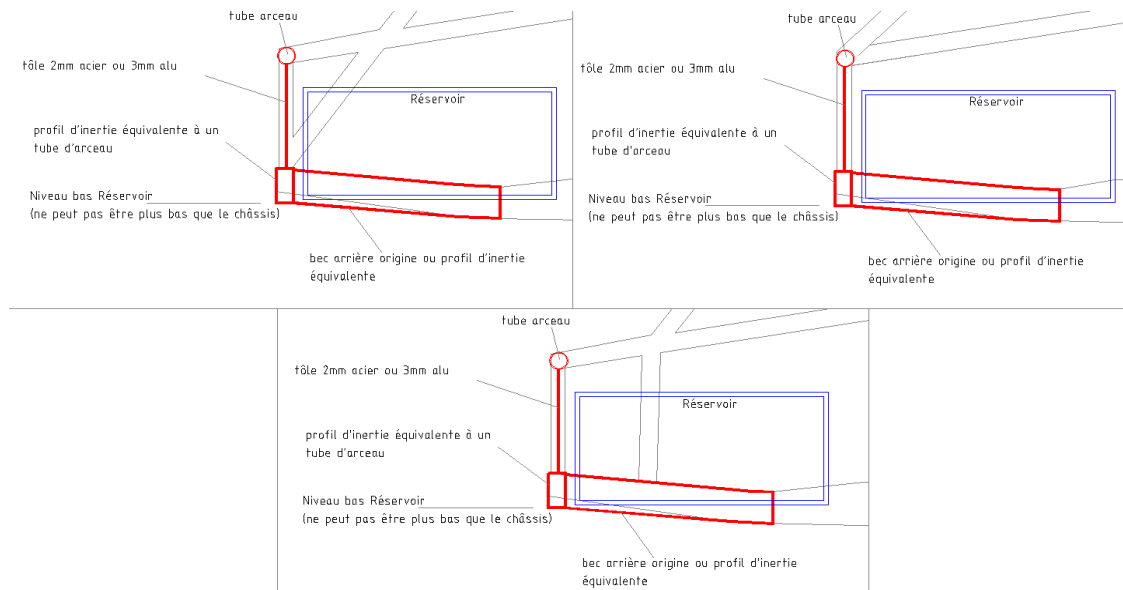 tube arceau
tôle 2mm acier ou 3mm alu
Réservoir
profil d'inertie équivalente à un
tube d'arceau
Niveau bas Réservoir
(ne peut pas être plus bas que le châssis)
bec arrière origine ou profil d'inertie
équivalente
tube arceau
tôle 2mm acier ou 3mm alu
Réservoir
profil d'inertie équivalente à un
tube d'arceau
Niveau bas Réservoir
(ne peut pas être plus bas que le châssis)
bec arrière origine ou profil d'inertie
équivalente
tube arceau
tôle 2mm acier ou 3mm alu
Réservoir
profil d'inertie équivalente à un
tube d'arceau
Niveau bas Réservoir
(ne peut pas être plus bas que le châssis)
bec arrière origine ou profil d'inertie
équivalente